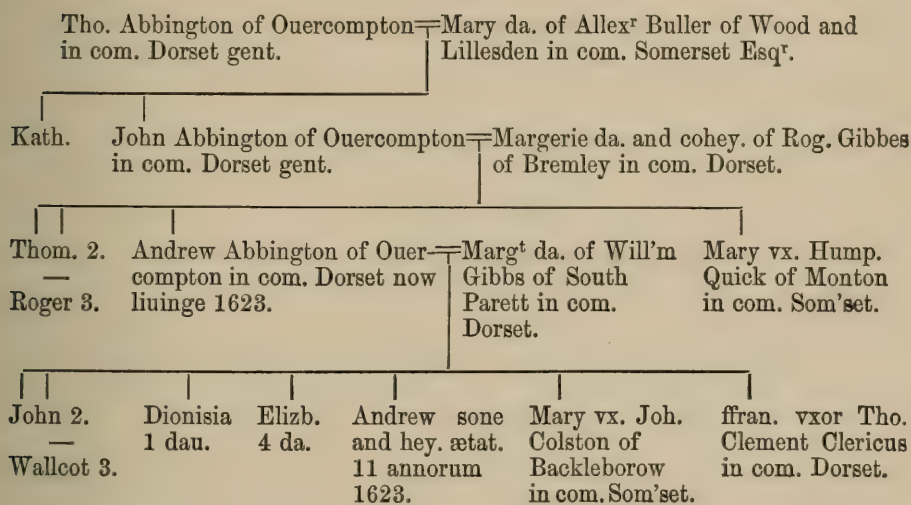 Tho. Abbington of Ouercompton
in com. Dorset gent.
Mary da. of Allexʳ Buller of Wood and
Lillesden in com. Somerset Esqʳ.
Kath.
John Abbington of Ouercompton
in com. Dorset gent.
Margerie da. and cohey. of Rog. Gibbes
of Bremley in com. Dorset.
Thom. 2.
—
Roger 3.
Andrew Abbington of Ouer-
compton in com. Dorset now
liuinge 1623.
Margᵗ da. of Will'm
Gibbs of South
Parett in com.
Dorset.
Mary vx. Hump.
Quick of Monton
in com. Som'set.
John 2.
—
Wallcot 3.
Dionisia
1 dau.
Elizb.
4 da.
Andrew sone
and hey. ætat.
11 annorum
1623.
Mary vx. Joh.
Colston of
Backleborow
in com. Som'set.
ffran. vxor Tho.
Clement Clericus
in com. Dorset.